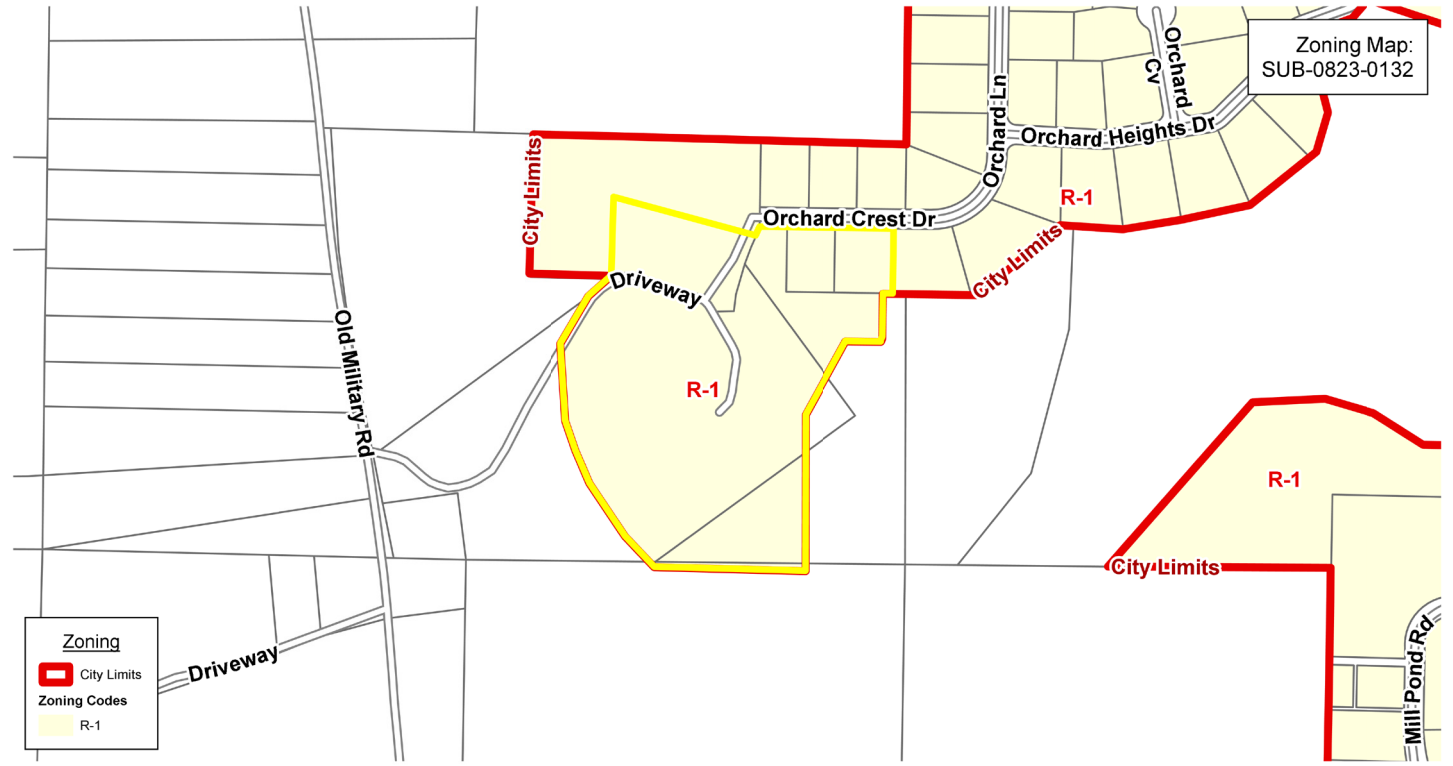 Zoning Map:
SUB-0823-0132
Orchard
Cv
Orchard Ln
Orchard Heights Dr
City Limits
R-1
Orchard Crest Dr
City Limits
Driveway
Old Military Rd
R-1
R-1
City Limits
Driveway
Mill Pond Rd
Zoning
City Limits
Zoning Codes
R-1